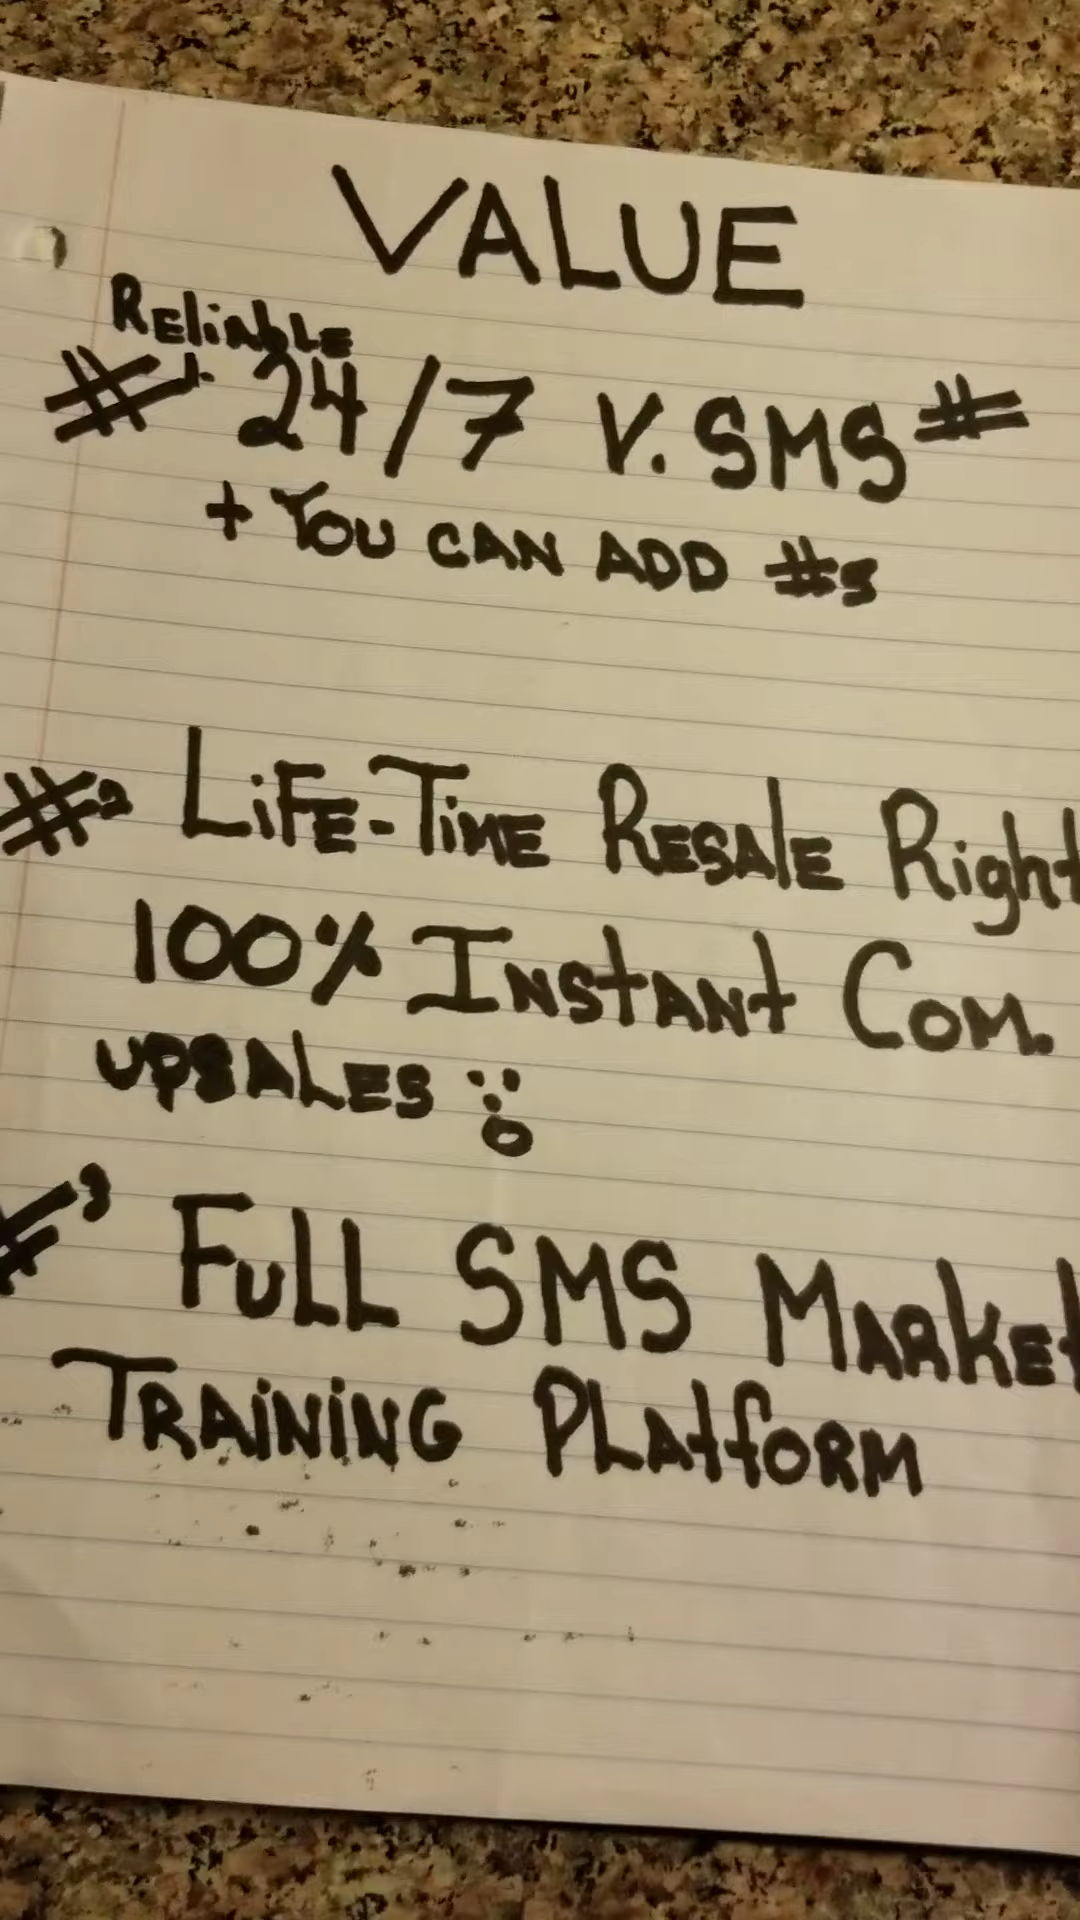 VALUE
Reliable
#1. 24/7 V. SMS #
+ You CAN ADD #s
#2 LiFE-TiME RESAlE Right
100% INStANt COM.
UPSALES
#3 FuLL SMS MARKEt
TRAiNiNG PLAtfORM